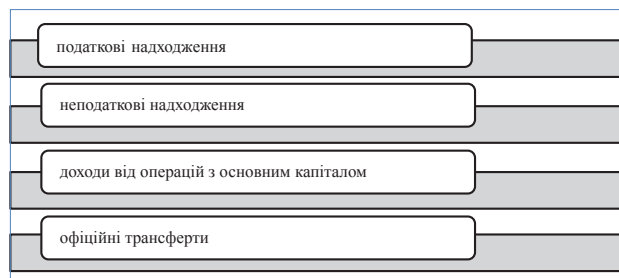 податкові надходження
неподаткові надходження
доходи від операцій з основним капіталом
офіційні трансферти